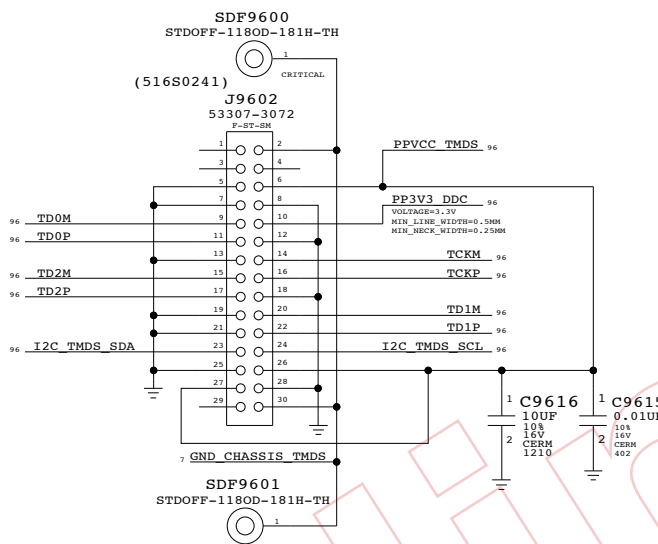 SDF9600
STDOFF-118OD-181H-TH
1
CRITICAL
(516S0241)
J9602
53307-3072
F-ST-SM
1 2
3 4
5 6
7 8
9 10
11 12
13 14
15 16
17 18
19 20
21 22
23 24
25 26
27 28
29 30
PPVCC_TMDS 96
PP3V3_DDC 96
VOLTAGE=3.3V
MIN_LINE_WIDTH=0.5MM
MIN_NECK_WIDTH=0.25MM
96 TD0M
96 TD0P
TCKM 96
96 TD2M
TCKP 96
96 TD2P
TD1M 96
TD1P 96
96 I2C_TMDS_SDA
I2C_TMDS_SCL 96
1 C9616
10UF
10%
2 16V
CERM
1210
1 C9615
0.01UF
10%
2 16V
CERM
402
7 GND_CHASSIS_TMDS
SDF9601
STDOFF-118OD-181H-TH
1